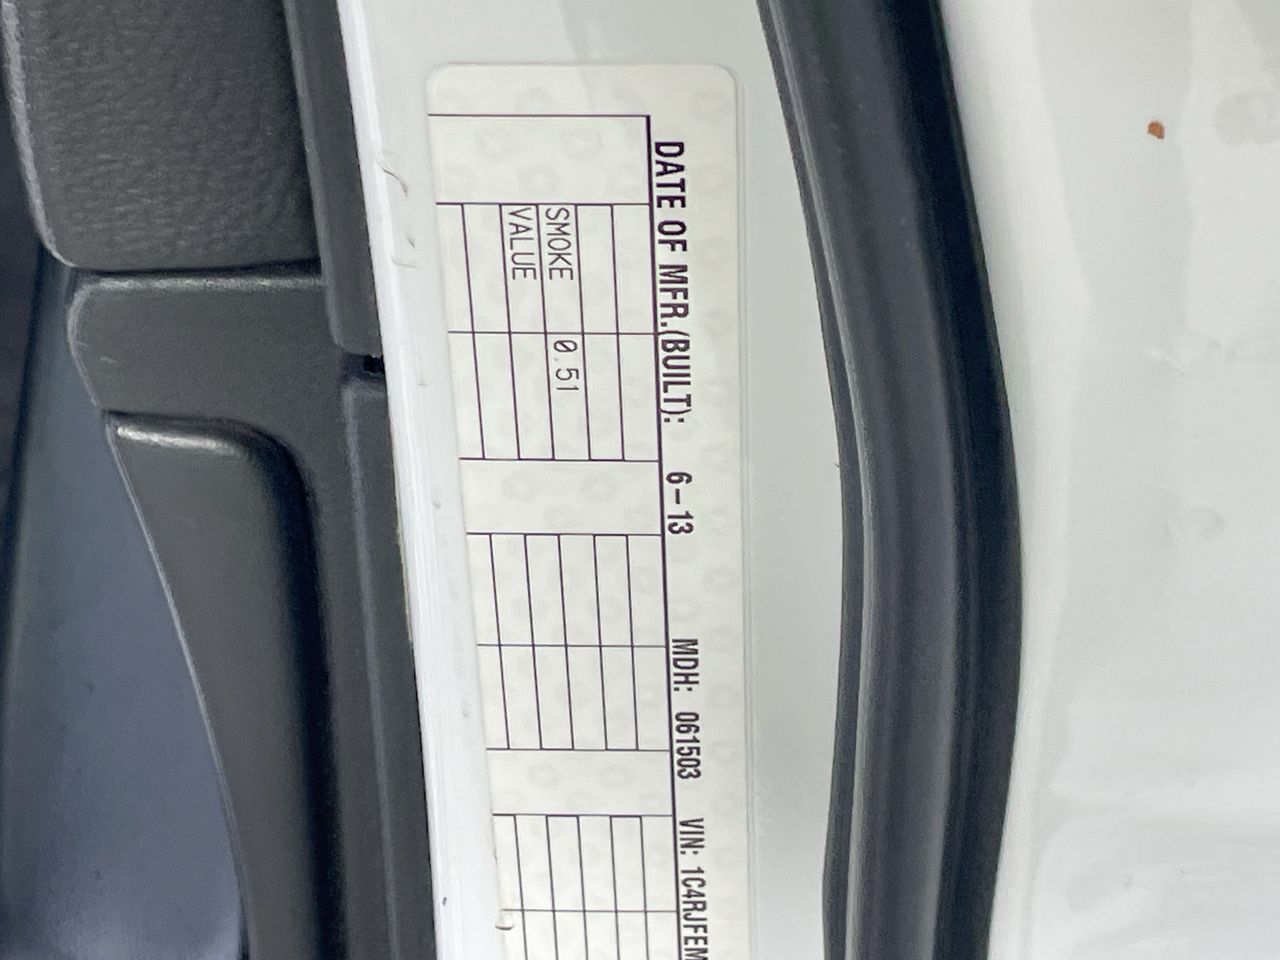 DATE OF MFR.(BUILT): 6-13 MDH: 061503 VIN: 1C4RJFEM
SMOKE 0.51
VALUE